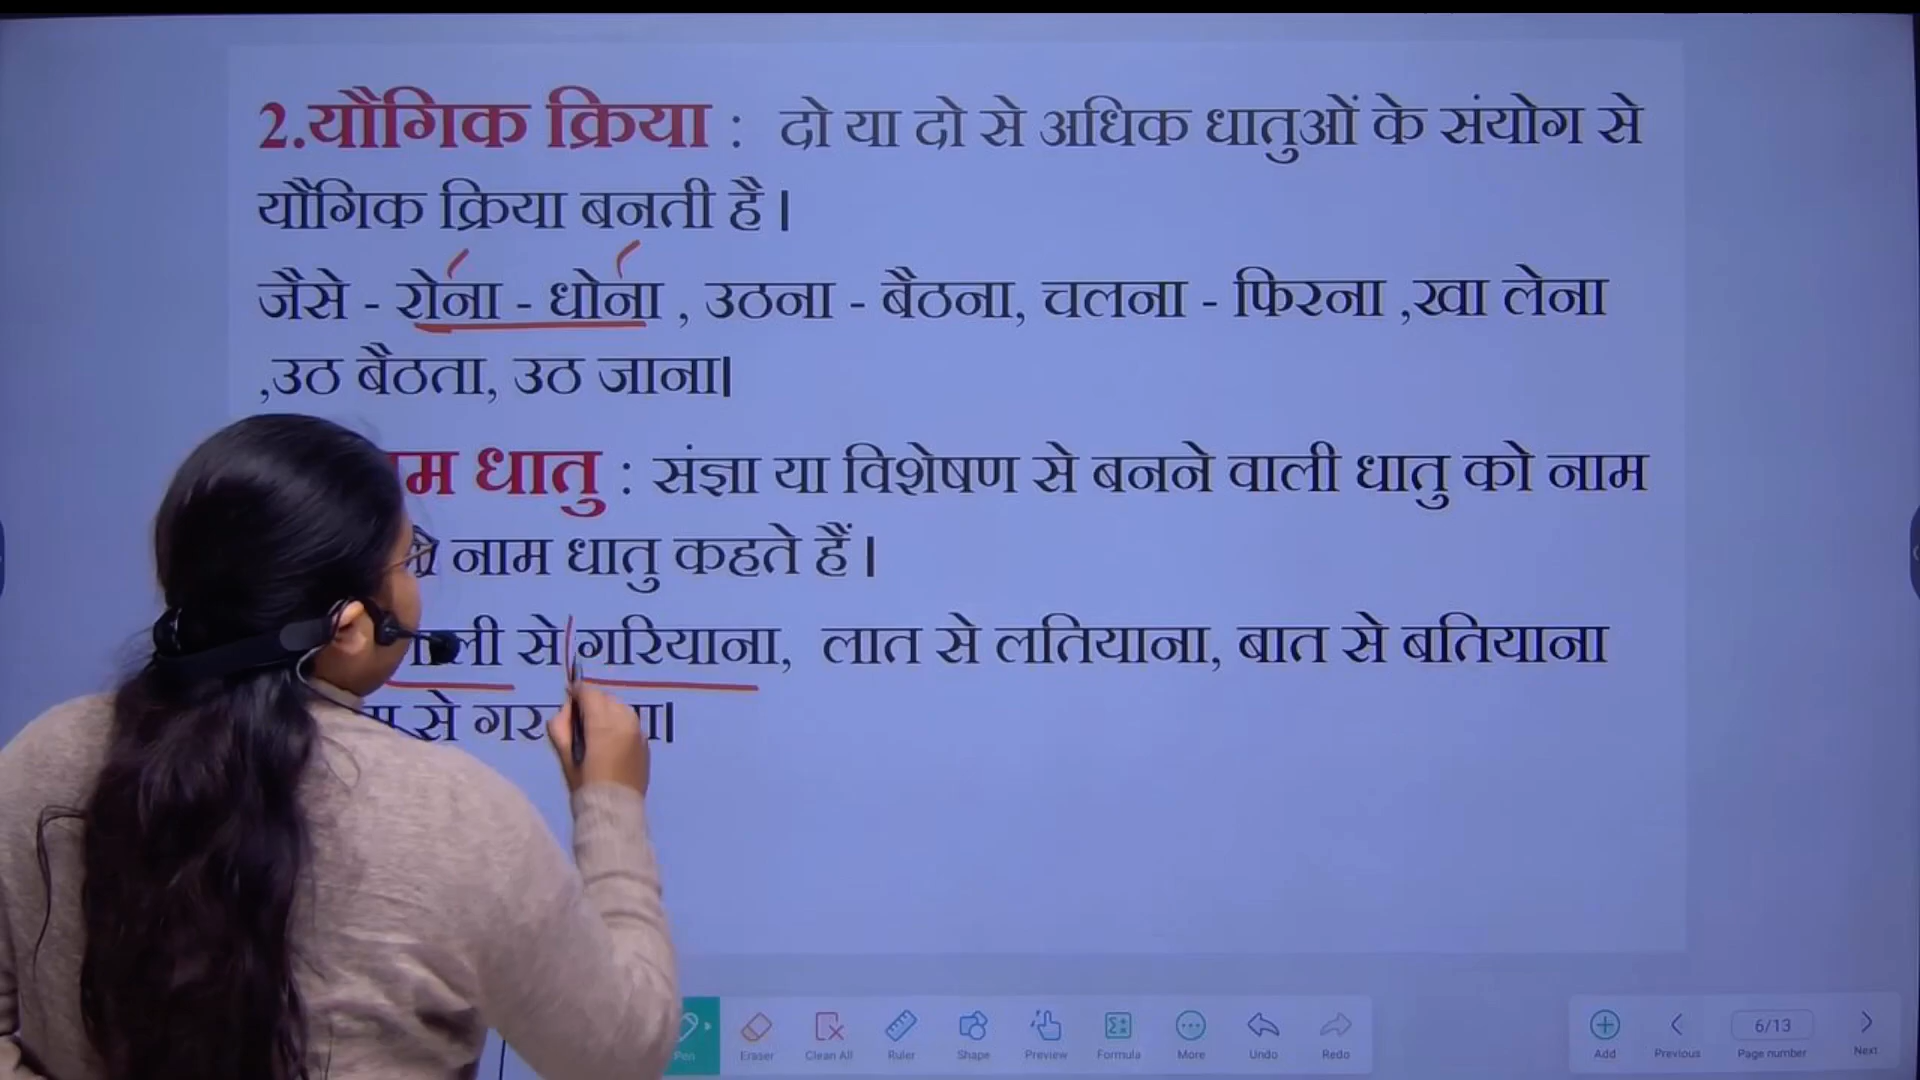 2.यौगिक क्रिया : दो या दो से अधिक धातुओं के संयोग से
यौगिक क्रिया बनती है।
जैसे - रोना - धोना , उठना - बैठना, चलना - फिरना ,खा लेना
,उठ बैठता, उठ जाना।
धातु : संज्ञा या विशेषण से बनने वाली धातु को नाम
नाम धातु कहते हैं।
से गरियाना, लात से लतियाना, बात से बतियाना
से
Pen
Eraser
Clean All
Ruler
Shape
Preview
Formula
More
Undo
Redo
Add
Previous
6/13
Page number
Next